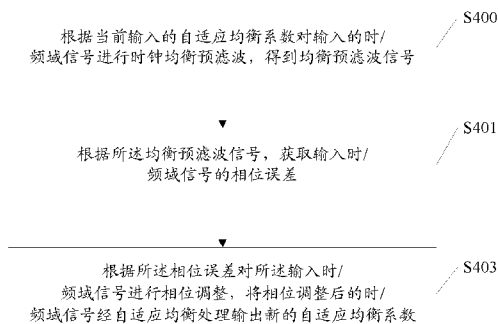 S400
根据当前输入的自适应均衡系数对输入的时/
频域信号进行时钟均衡预滤波，得到均衡预滤波信号
S401
根据所述均衡预滤波信号，获取输入时/
频域信号的相位误差
S403
根据所述相位误差对所述输入时/
频域信号进行相位调整，将相位调整后的时/
频域信号经自适应均衡处理输出新的自适应均衡系数